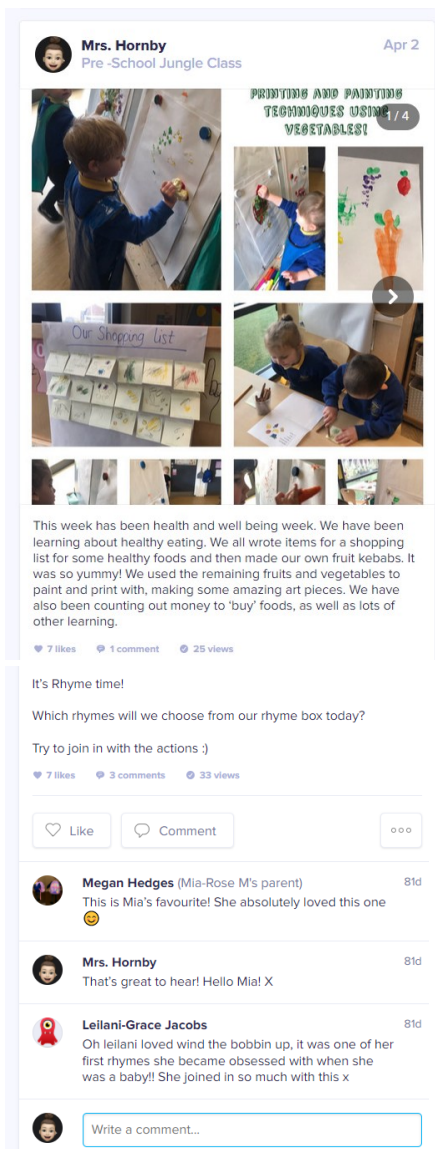 Mrs. Hornby
Apr 2
Pre -School Jungle Class
PRINTING AND PAINTING
TECHNIQUES USING
VEGETABLES!
1 / 4
Our Shopping list
This week has been health and well being week. We have been
learning about healthy eating. We all wrote items for a shopping
list for some healthy foods and then made our own fruit kebabs. It
was so yummy! We used the remaining fruits and vegetables to
paint and print with, making some amazing art pieces. We have
also been counting out money to ‘buy’ foods, as well as lots of
other learning.
7 likes 1 comment 25 views
It’s Rhyme time!
Which rhymes will we choose from our rhyme box today?
Try to join in with the actions :)
7 likes 3 comments 33 views
Like
Comment
Megan Hedges (Mia-Rose M's parent)
81d
This is Mia’s favourite! She absolutely loved this one
😊
Mrs. Hornby
81d
That’s great to hear! Hello Mia! X
Leilani-Grace Jacobs
81d
Oh leilani loved wind the bobbin up, it was one of her
first rhymes she became obsessed with when she
was a baby!! She joined in so much with this x
Write a comment...